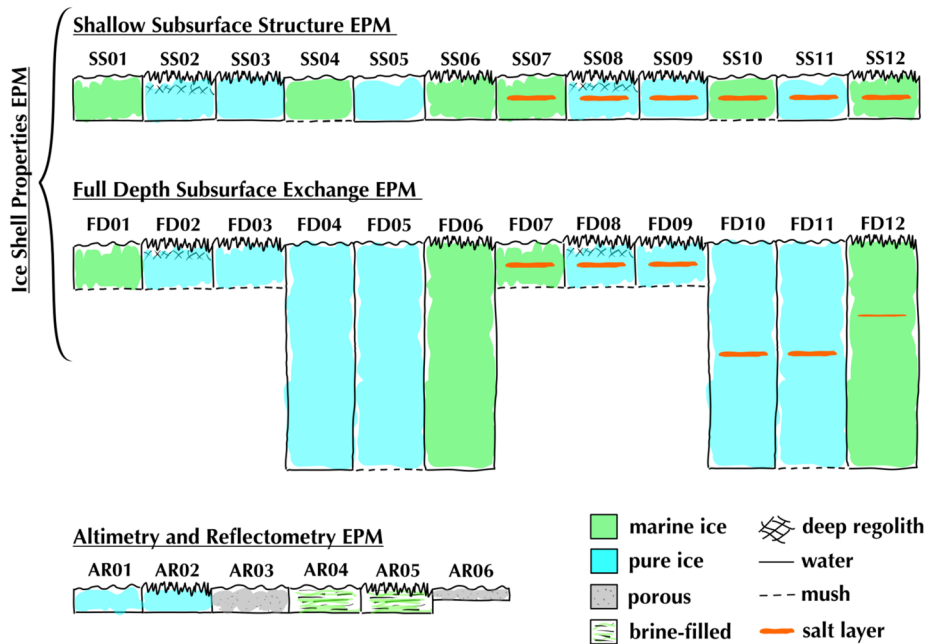 Ice Shell Properties EPM
Shallow Subsurface Structure EPM
SS01 SS02 SS03 SS04 SS05 SS06 SS07 SS08 SS09 SS10 SS11 SS12
Full Depth Subsurface Exchange EPM
FD01 FD02 FD03 FD04 FD05 FD06 FD07 FD08 FD09 FD10 FD11 FD12
Altimetry and Reflectometry EPM
AR01 AR02 AR03 AR04 AR05 AR06
marine ice
pure ice
porous
brine-filled
deep regolith
water
mush
salt layer